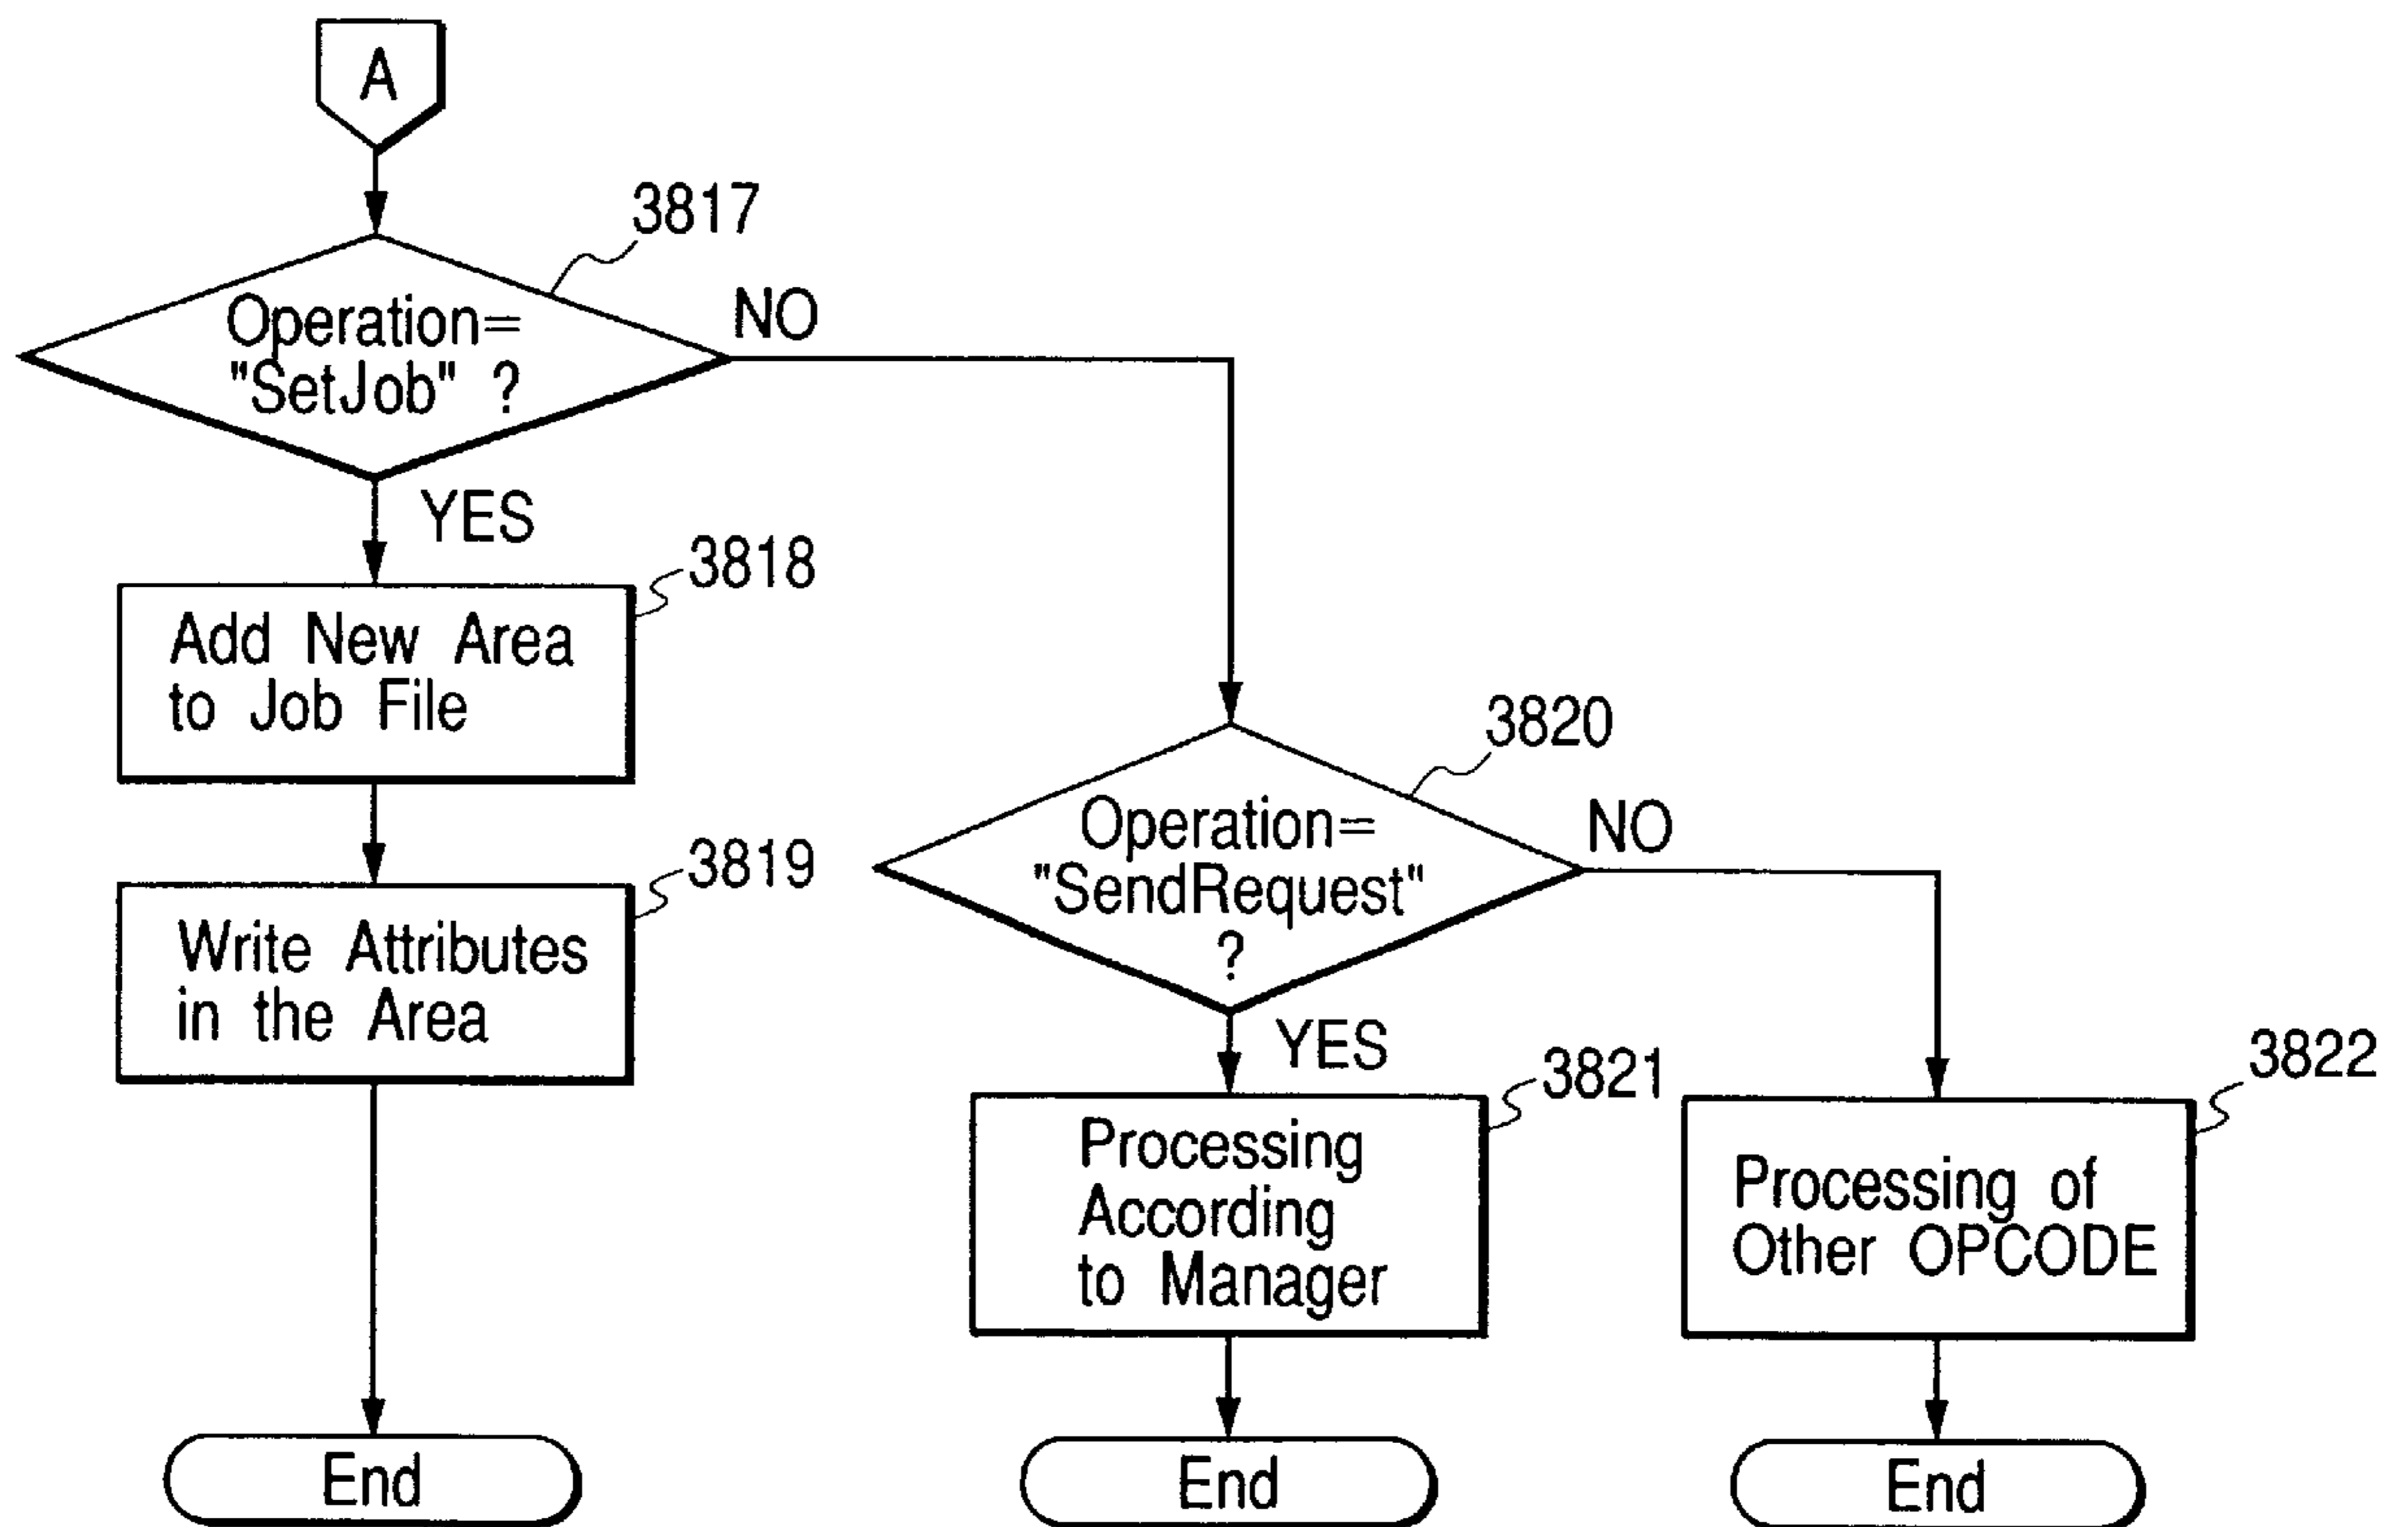 A
3817
Operation=
"SetJob" ?
NO
YES
3818
Add New Area
to Job File
3819
Write Attributes
in the Area
End
3820
Operation=
"SendRequest"
?
NO
YES
3821
Processing
According
to Manager
End
3822
Processing of
Other OPCODE
End